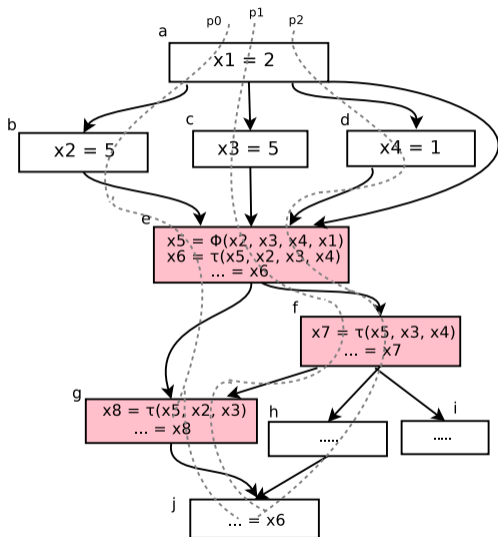 p0 p1 p2
a
x1 = 2
b c d
x2 = 5 x3 = 5 x4 = 1
e
x5 = Φ(x2, x3, x4, x1)
x6 = τ(x5, x2, x3, x4)
... = x6
f
x7 = τ(x5, x3, x4)
... = x7
g h i
x8 = τ(x5, x2, x3)
... = x8
..... .....
j
... = x6